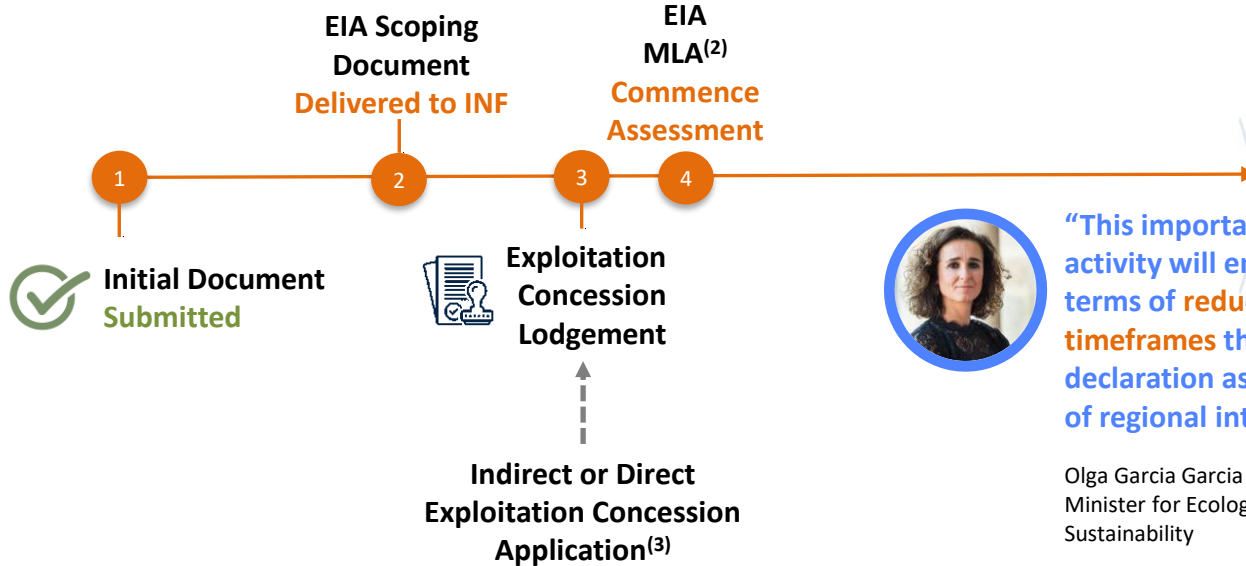 EIA Scoping
Document
Delivered to INF
EIA
MLA(2)
Commence
Assessment
1
2
3
4
Initial Document
Submitted
Exploitation
Concession
Lodgement
Indirect or Direct
Exploitation Concession
Application(3)
“This importa
activity will e
terms of redu
timeframes th
declaration as
of regional int
Olga Garcia Garcia
Minister for Ecolog
Sustainability